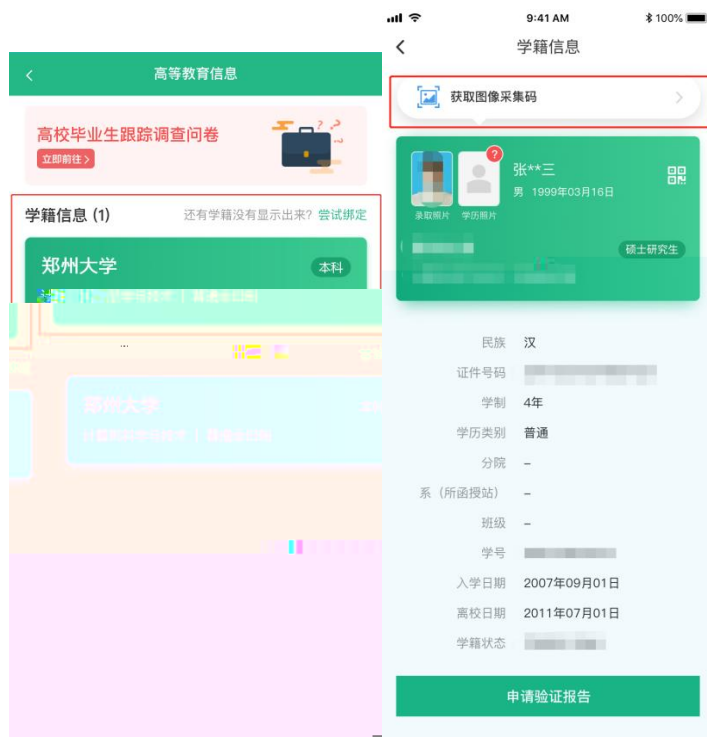 高等教育信息
高校毕业生跟踪调查问卷
立即前往>
? ? ?
学籍信息 (1)
还有学籍没有显示出来? 尝试绑定
郑州大学
本科
...
郑州大学
9:41 AM
100%
学籍信息
获取图像采集码
?
张**三
男 1999年03月16日
录取照片 学历照片
硕士研究生
民族 汉
证件号码
学制 4年
学历类别 普通
分院 –
系（所函授站） –
班级 –
学号
入学日期 2007年09月01日
离校日期 2011年07月01日
学籍状态
申请验证报告